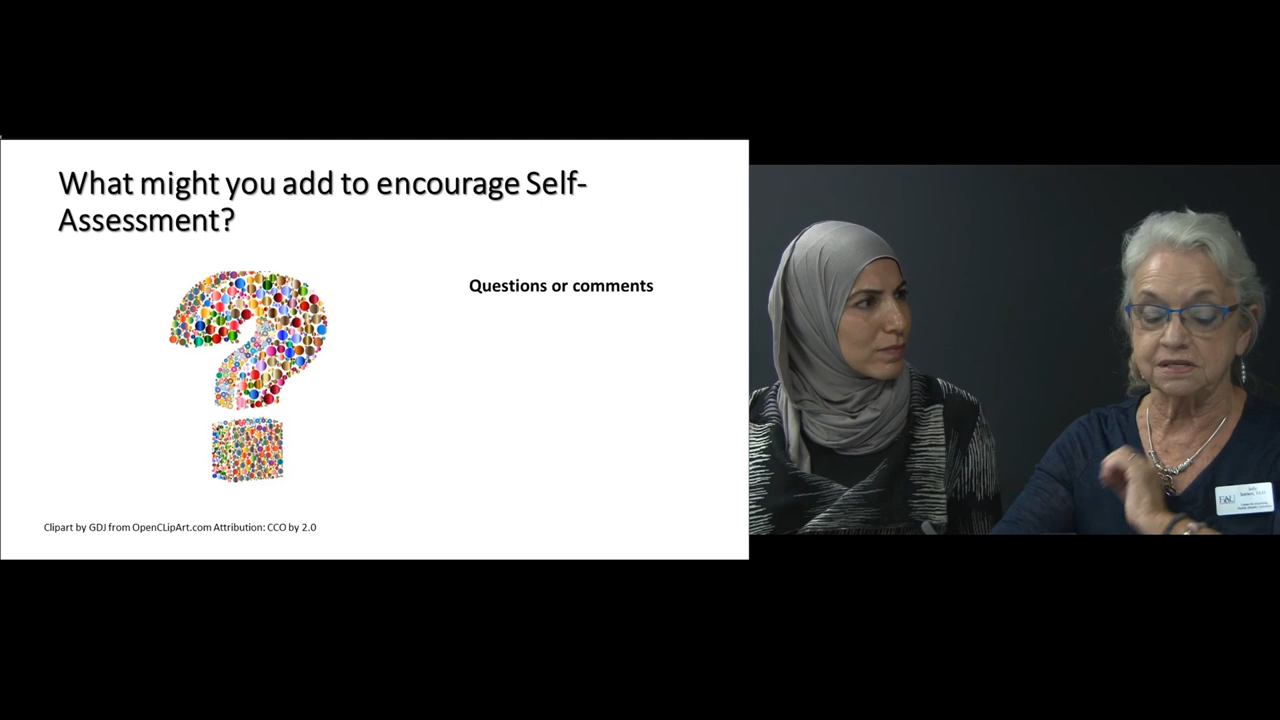 What might you add to encourage Self-
Assessment?
Questions or comments
Clipart by GDJ from OpenCLipArt.com Attribution: CCO by 2.0
FAU